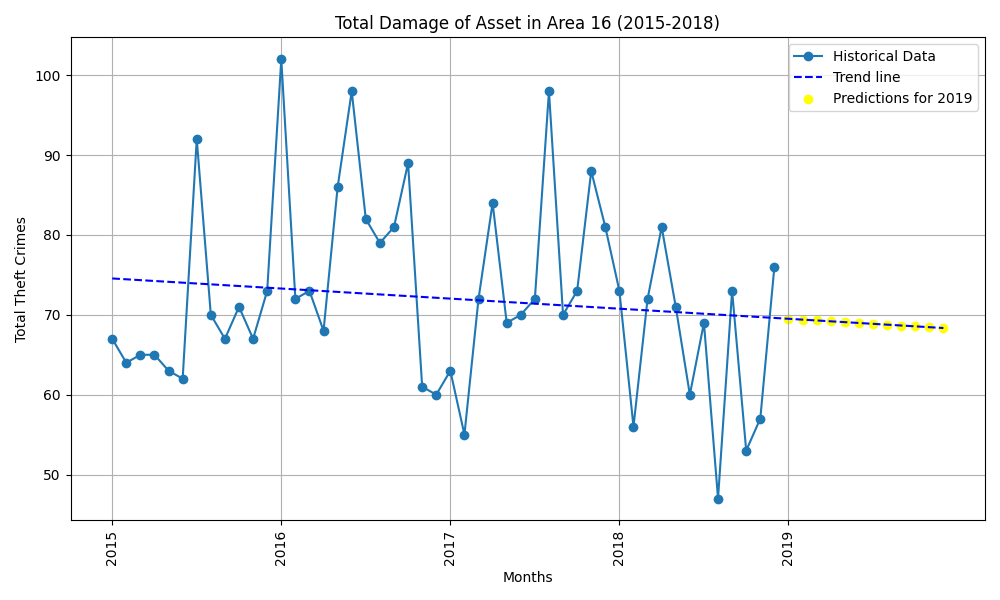 Total Damage of Asset in Area 16 (2015-2018)
Historical Data
Trend line
Predictions for 2019
Total Theft Crimes
100
90
80
70
60
50
2015
2016
2017
2018
2019
Months